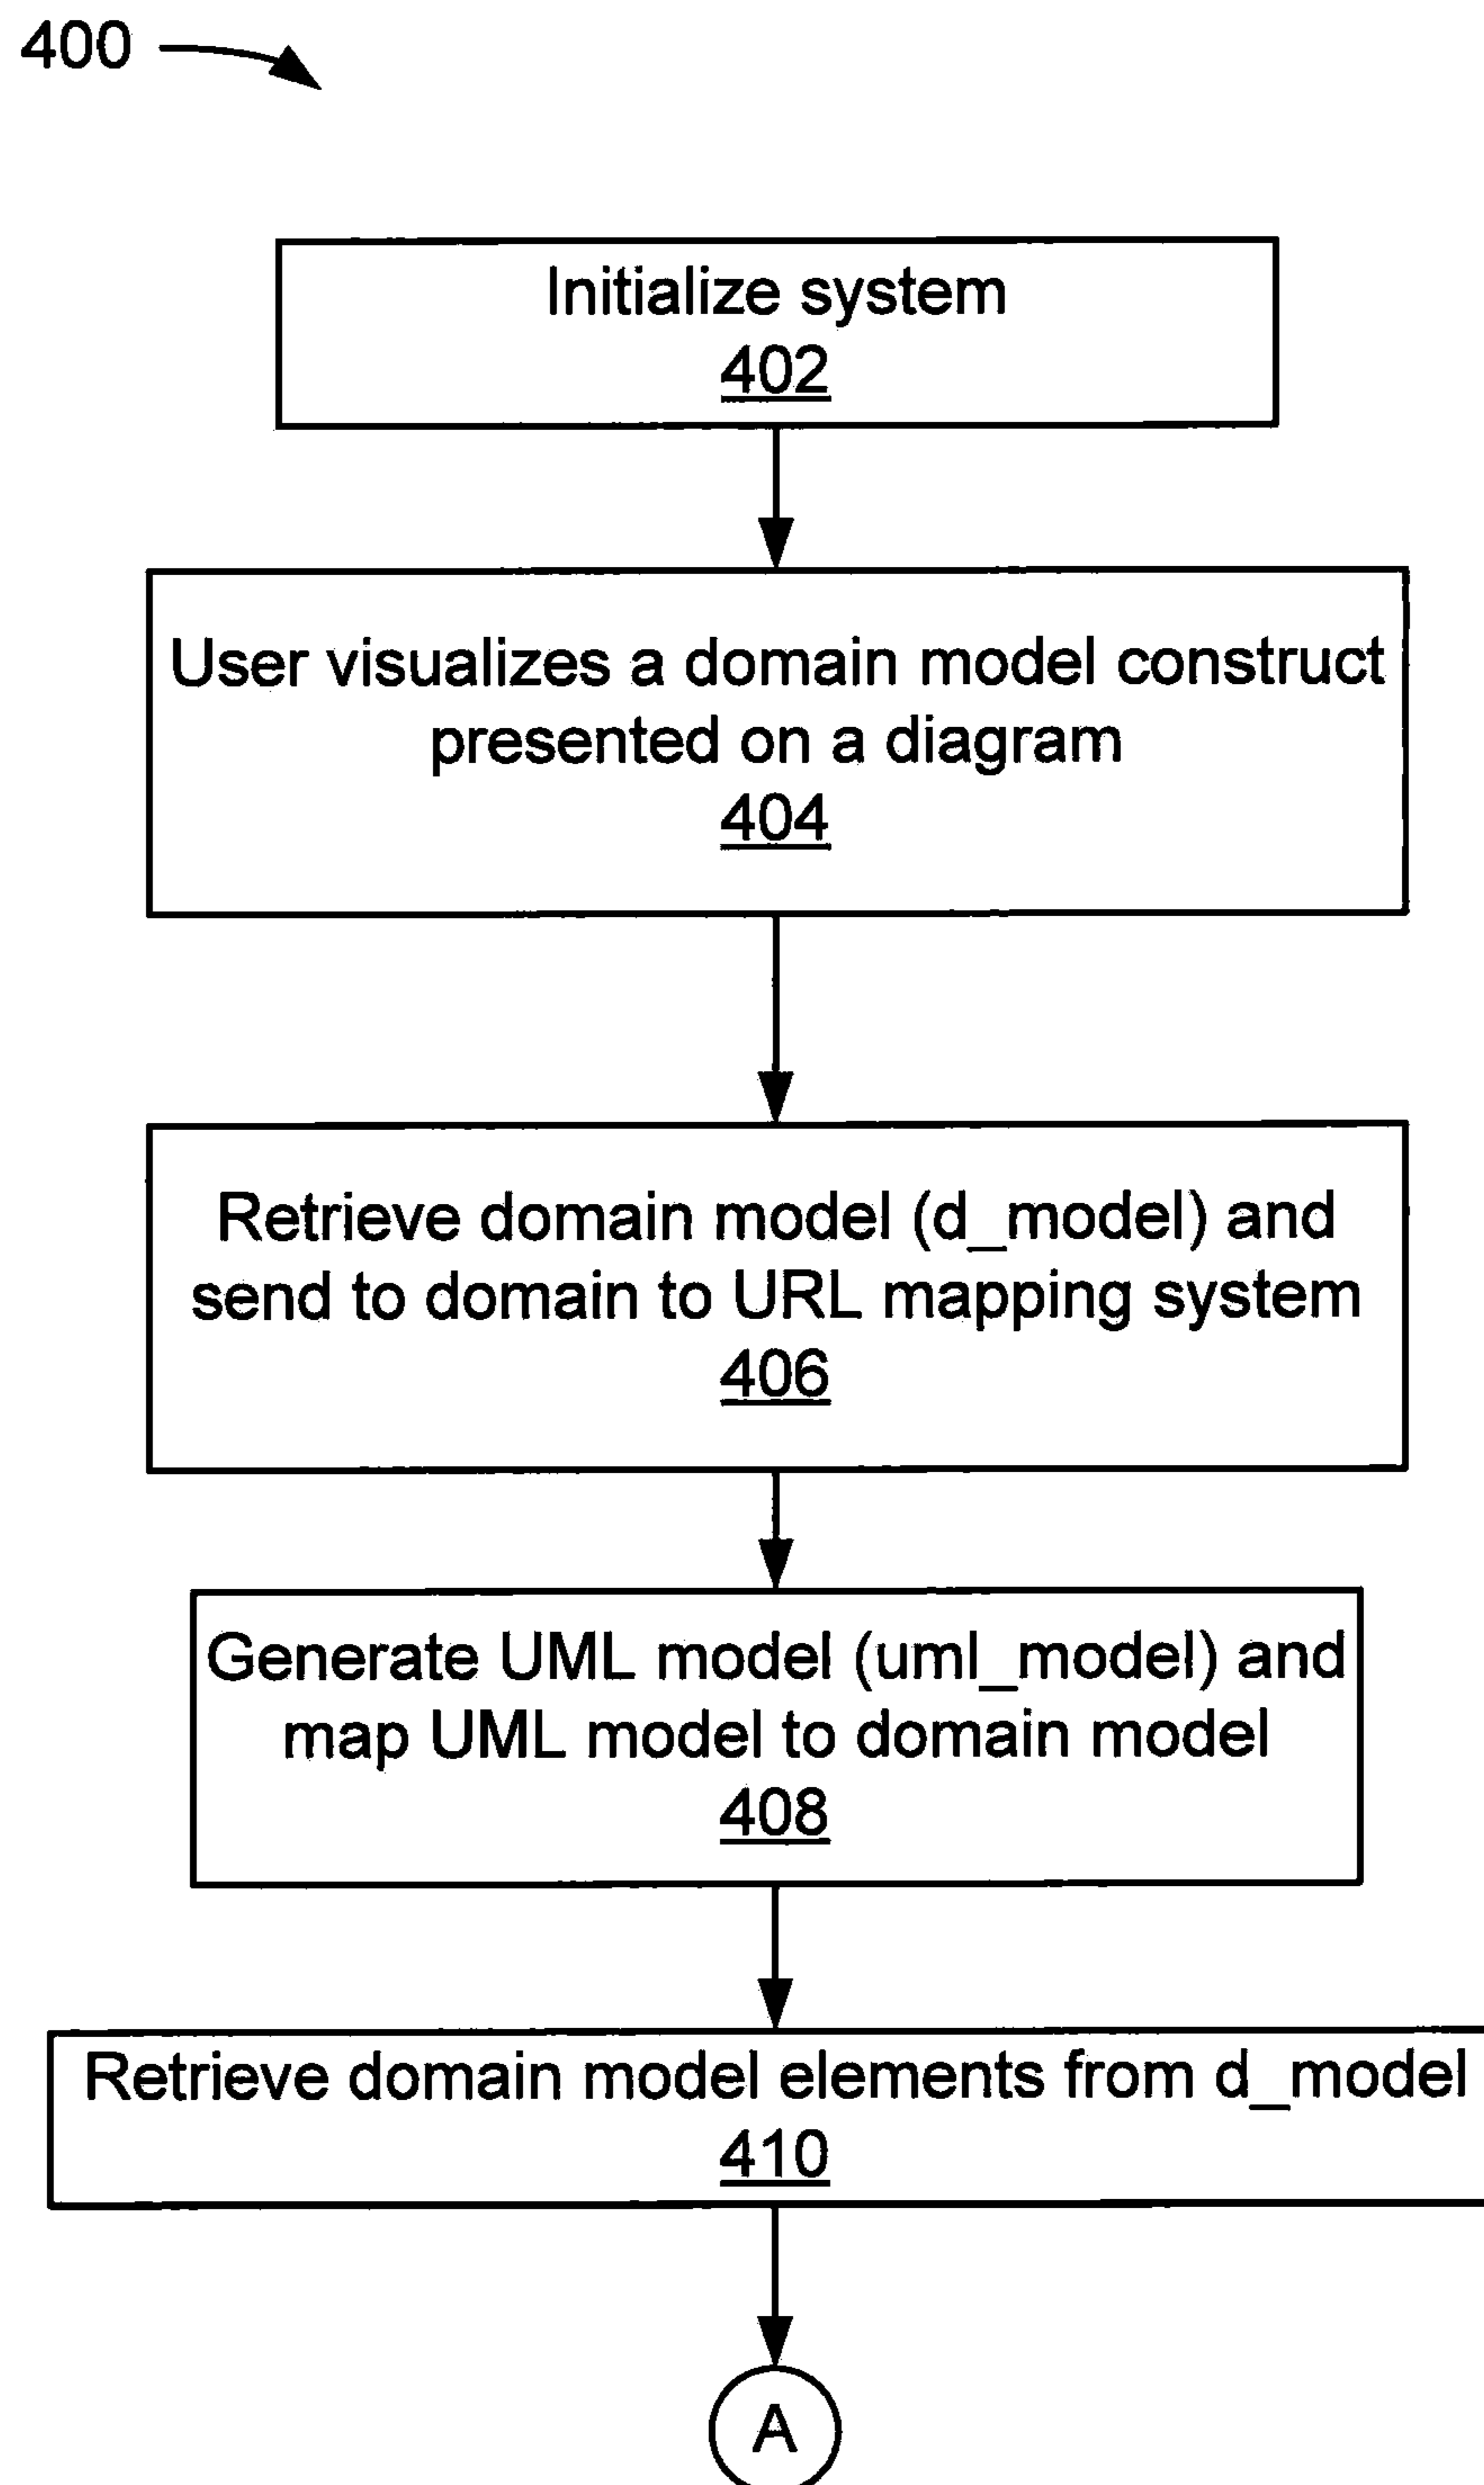 400
Initialize system
402
User visualizes a domain model construct
presented on a diagram
404
Retrieve domain model (d_model) and
send to domain to URL mapping system
406
Generate UML model (uml_model) and
map UML model to domain model
408
Retrieve domain model elements from d_model
410
A